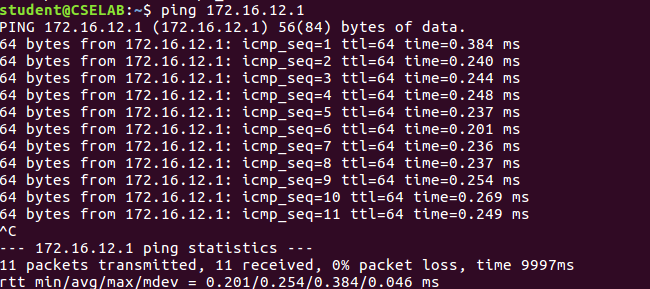 student@CSELAB:~$ ping 172.16.12.1
PING 172.16.12.1 (172.16.12.1) 56(84) bytes of data.
64 bytes from 172.16.12.1: icmp_seq=1 ttl=64 time=0.384 ms
64 bytes from 172.16.12.1: icmp_seq=2 ttl=64 time=0.240 ms
64 bytes from 172.16.12.1: icmp_seq=3 ttl=64 time=0.244 ms
64 bytes from 172.16.12.1: icmp_seq=4 ttl=64 time=0.248 ms
64 bytes from 172.16.12.1: icmp_seq=5 ttl=64 time=0.237 ms
64 bytes from 172.16.12.1: icmp_seq=6 ttl=64 time=0.201 ms
64 bytes from 172.16.12.1: icmp_seq=7 ttl=64 time=0.236 ms
64 bytes from 172.16.12.1: icmp_seq=8 ttl=64 time=0.237 ms
64 bytes from 172.16.12.1: icmp_seq=9 ttl=64 time=0.254 ms
64 bytes from 172.16.12.1: icmp_seq=10 ttl=64 time=0.269 ms
64 bytes from 172.16.12.1: icmp_seq=11 ttl=64 time=0.249 ms
^C
--- 172.16.12.1 ping statistics ---
11 packets transmitted, 11 received, 0% packet loss, time 9997ms
rtt min/avg/max/mdev = 0.201/0.254/0.384/0.046 ms